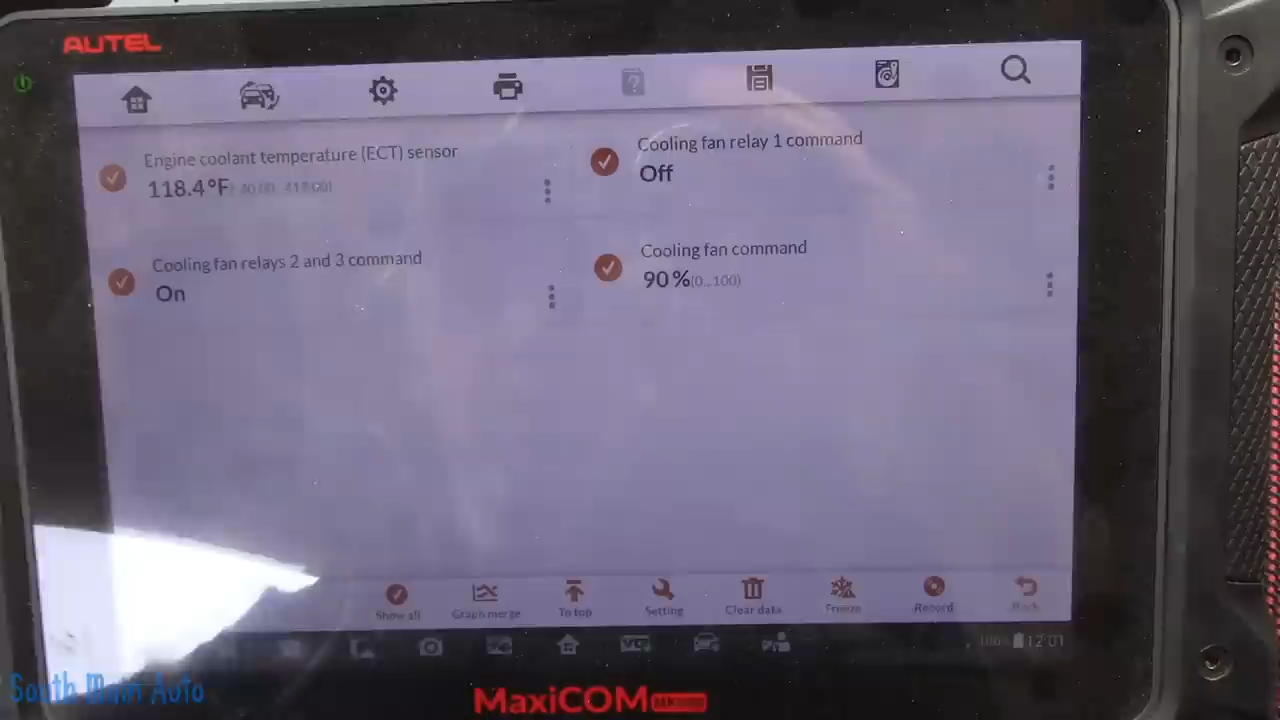 AUTEL
Engine coolant temperature (ECT) sensor
118.4°F
Cooling fan relay 1 command
Off
Cooling fan relays 2 and 3 command
On
Cooling fan command
90%(0...100)
Show all
Graph merge
To top
Setting
Clear data
Freeze
Record
Back
12:01
South Main Auto
MaxiCOM